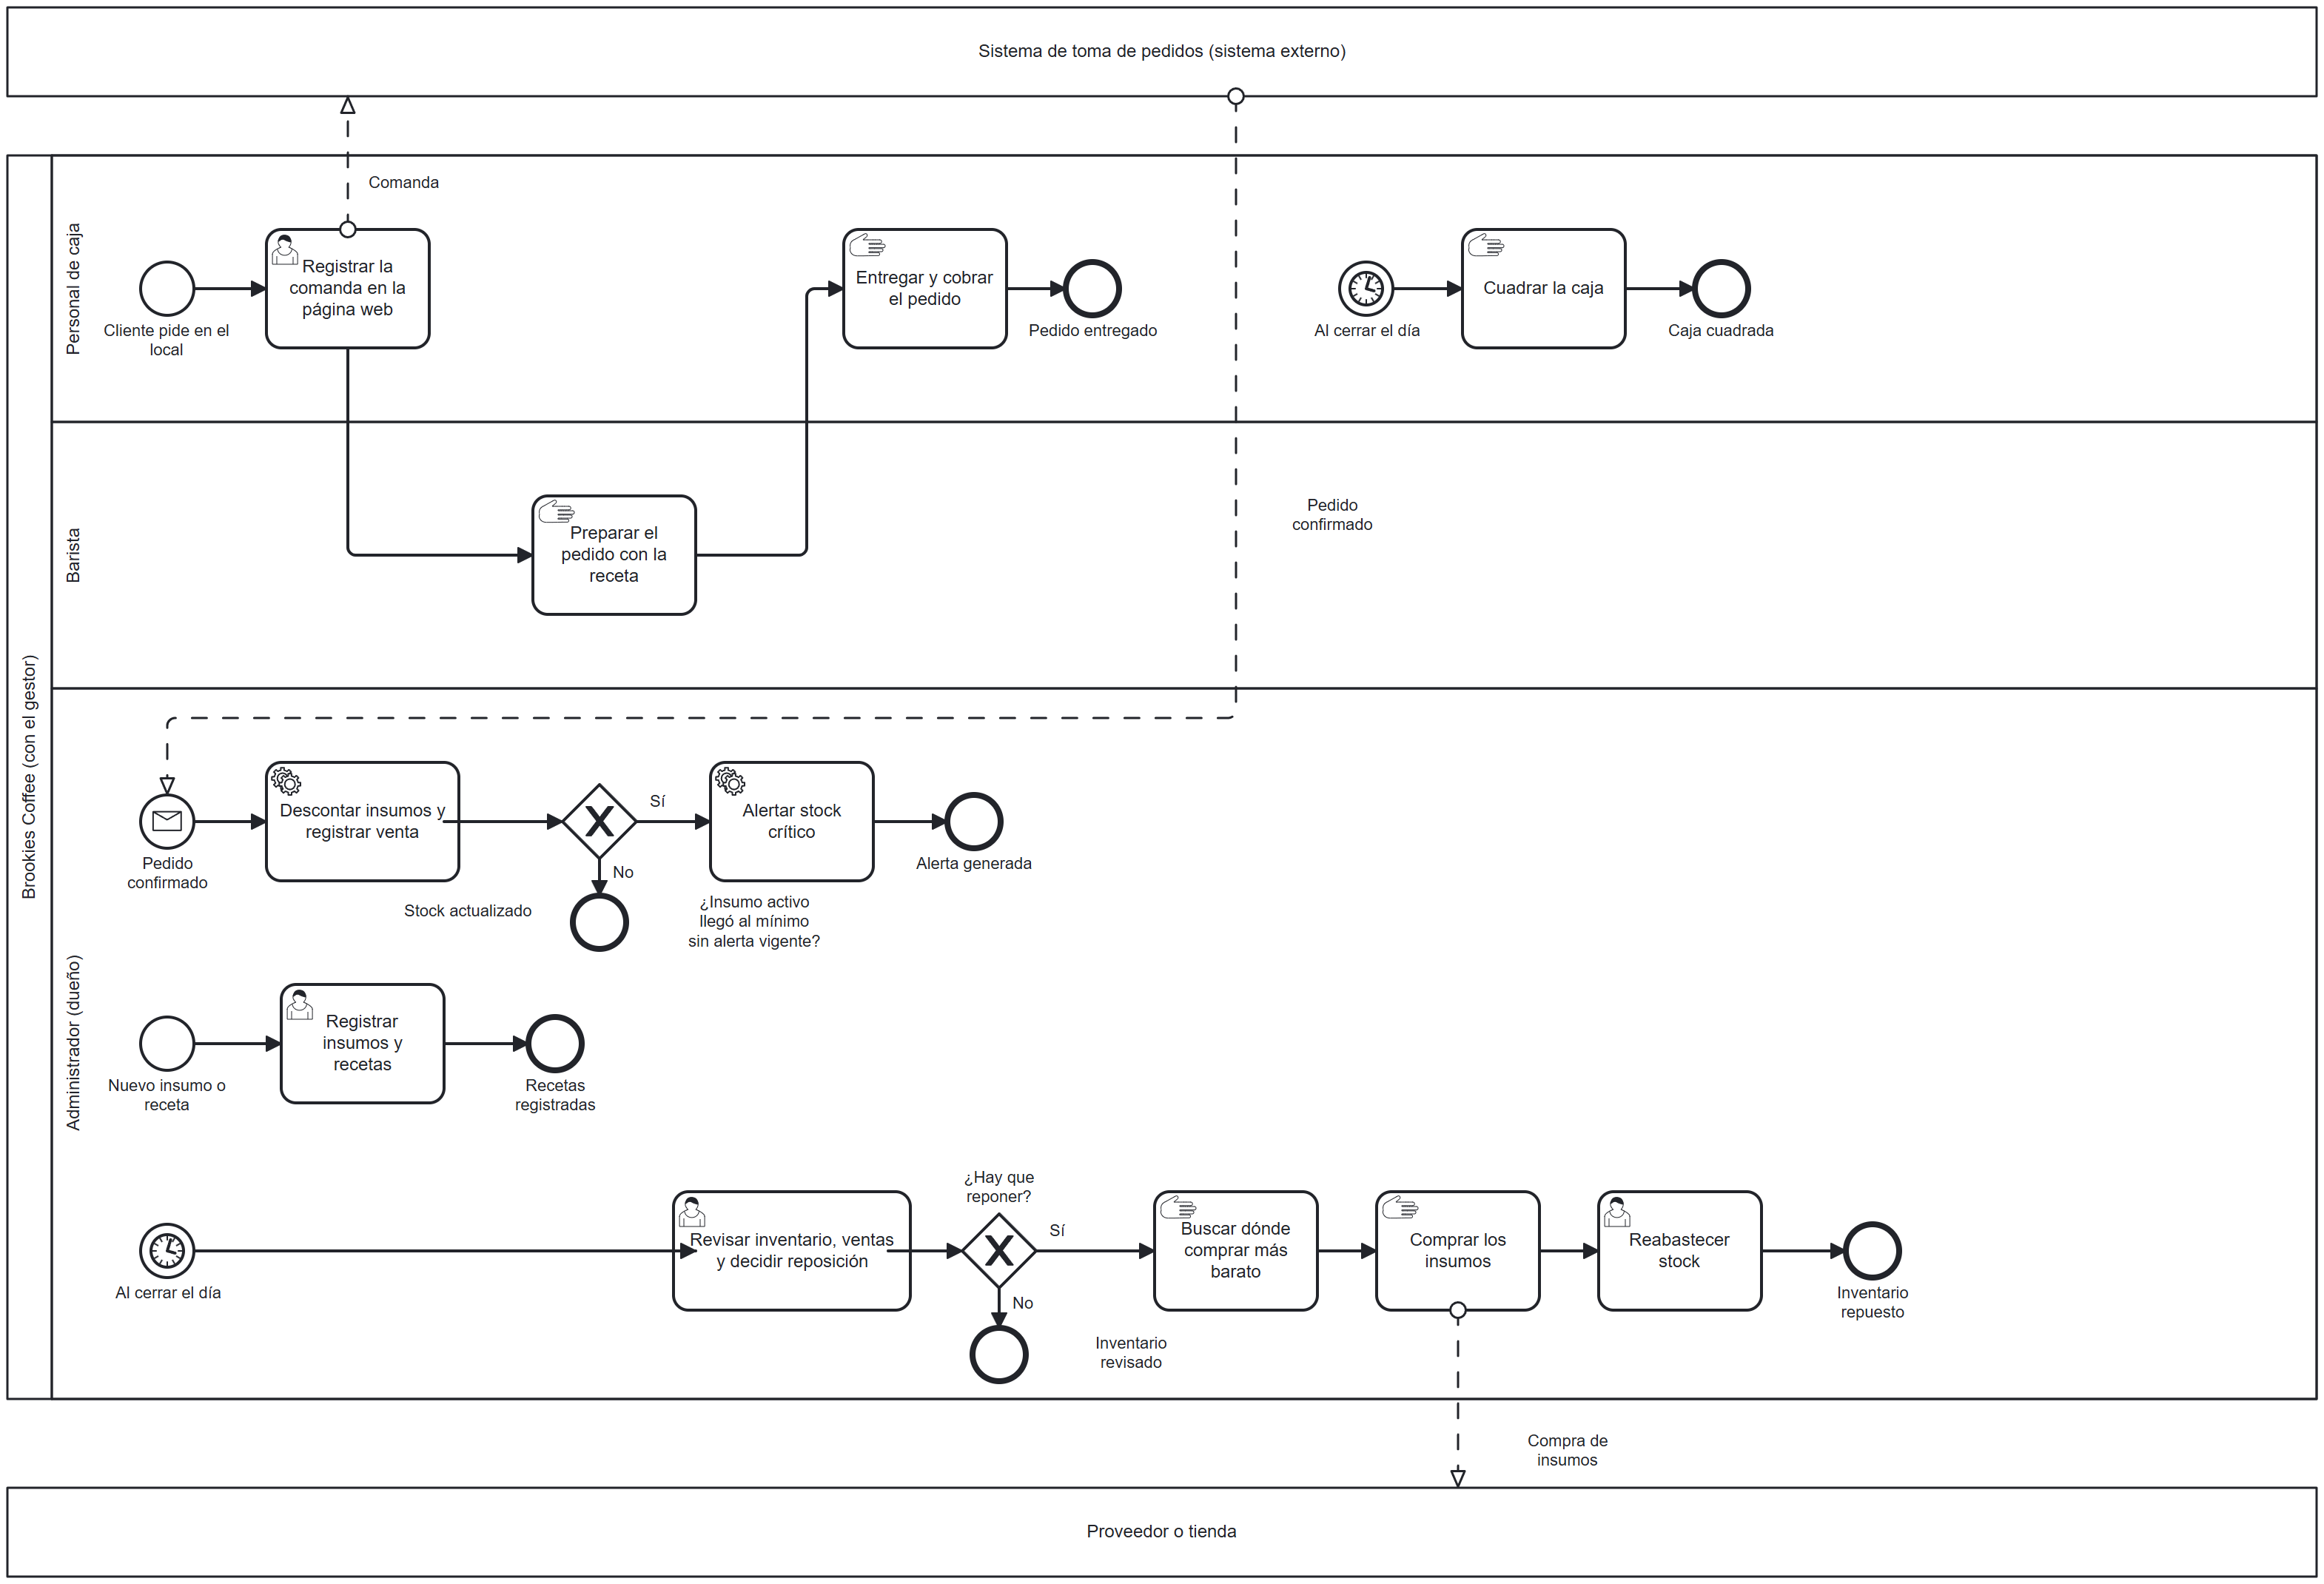 Sistema de toma de pedidos (sistema externo)
Brookies Coffee (con el gestor)
Personal de caja
Comanda
Registrar la
comanda en la
página web
Cliente pide en el
local
Entregar y cobrar
el pedido
Pedido entregado
Al cerrar el día
Cuadrar la caja
Caja cuadrada
Barista
Preparar el
pedido con la
receta
Pedido
confirmado
Administrador (dueño)
Pedido
confirmado
Descontar insumos y
registrar venta
Sí
No
Stock actualizado
Alertar stock
crítico
¿Insumo activo
llegó al mínimo
sin alerta vigente?
Alerta generada
Nuevo insumo o
receta
Registrar
insumos y
recetas
Recetas
registradas
Al cerrar el día
Revisar inventario, ventas
y decidir reposición
¿Hay que
reponer?
Sí
No
Inventario
revisado
Buscar dónde
comprar más
barato
Comprar los
insumos
Reabastecer
stock
Inventario
repuesto
Compra de
insumos
Proveedor o tienda